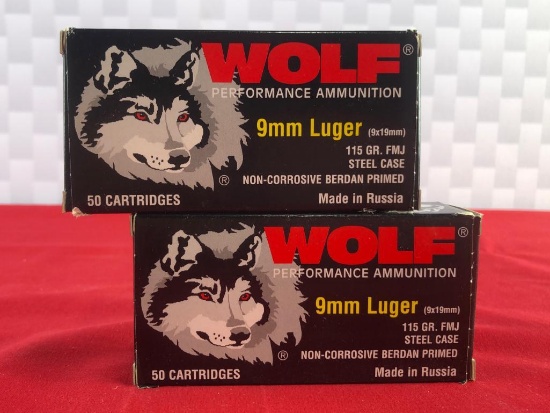 WOLF®
PERFORMANCE AMMUNITION
9mm Luger (9x19mm)
115 GR. FMJ
STEEL CASE
® NON-CORROSIVE BERDAN PRIMED
50 CARTRIDGES Made in Russia
WOLF®
PERFORMANCE AMMUNITION
9mm Luger (9x19mm)
115 GR. FMJ
STEEL CASE
® NON-CORROSIVE BERDAN PRIMED
50 CARTRIDGES Made in Russia